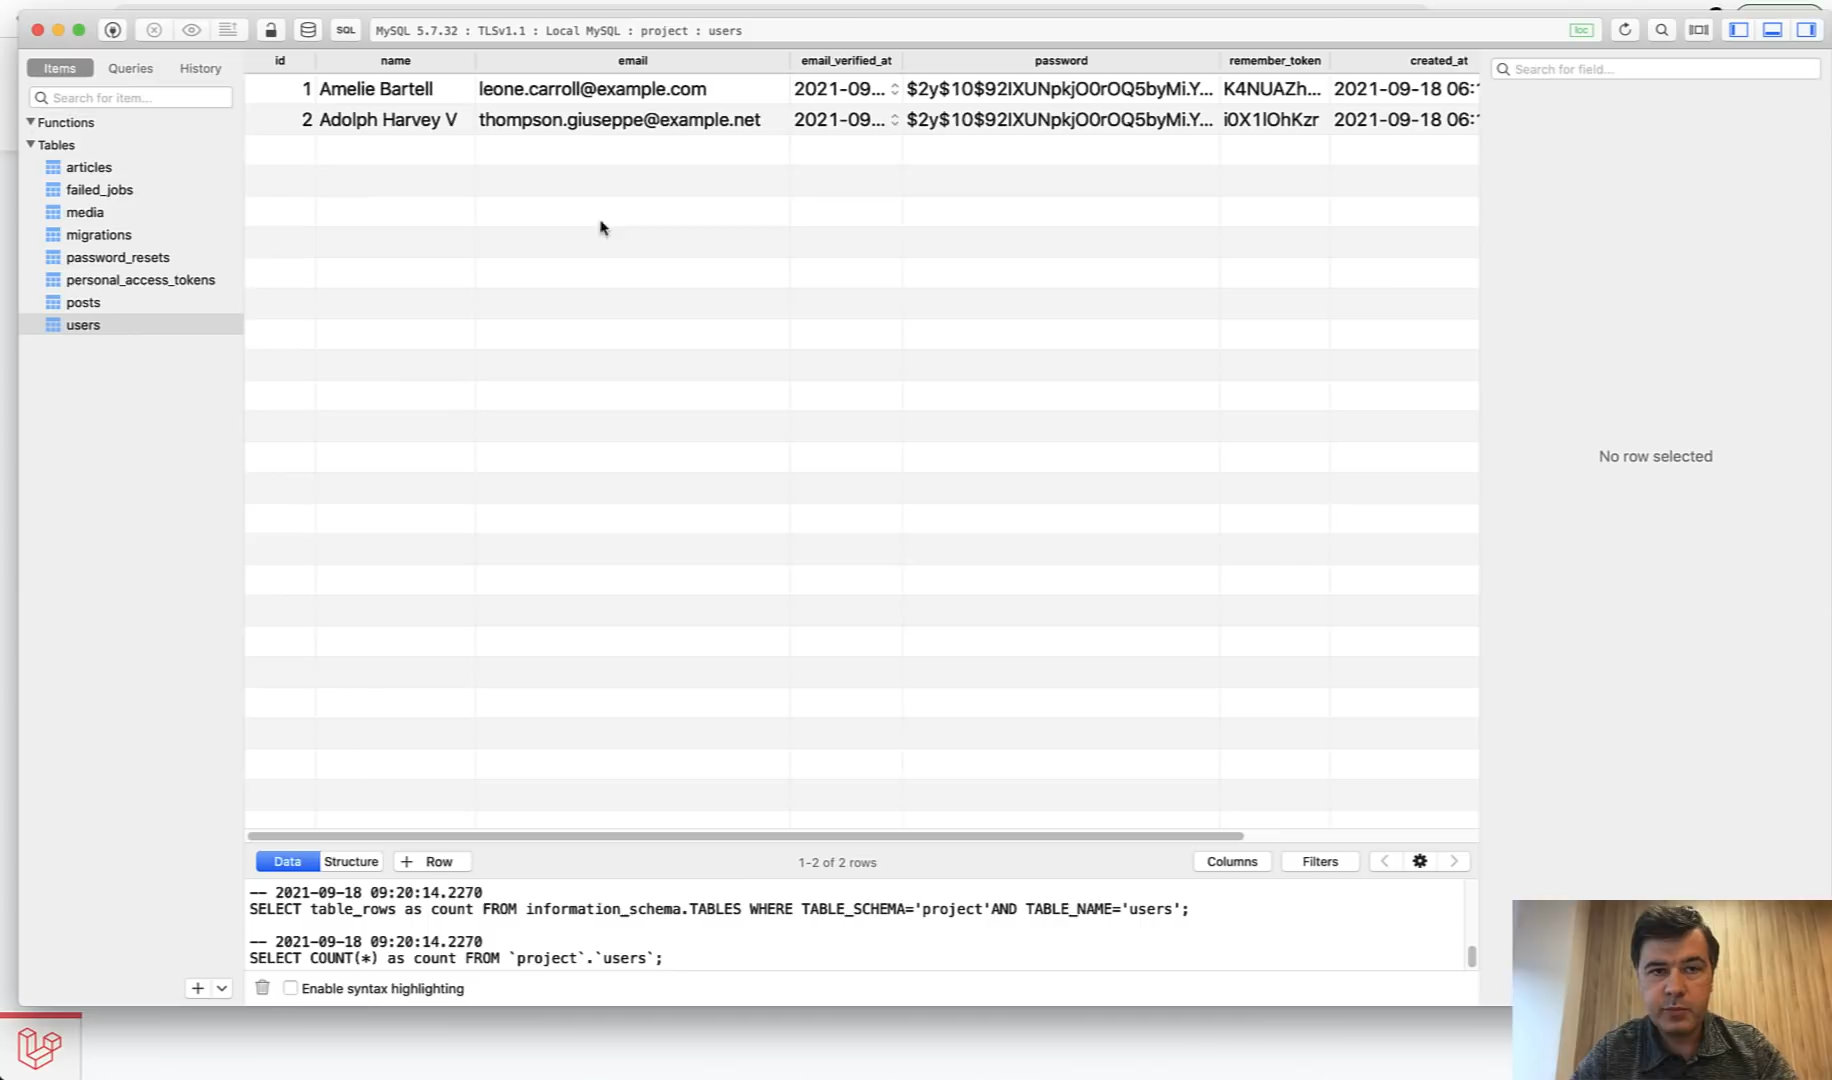 SQL
MySQL 5.7.32 : TLSv1.1 : Local MySQL : project : users
loc
Items
Queries
History
Search for item...
Functions
Tables
articles
failed_jobs
media
migrations
password_resets
personal_access_tokens
posts
users
id name email email_verified_at password remember_token created_at
1 Amelie Bartell leone.carroll@example.com 2021-09... $2y$10$92IXUNpkjO0rOQ5byMi.Y... K4NUAZh... 2021-09-18 06:
2 Adolph Harvey V thompson.giuseppe@example.net 2021-09... $2y$10$92IXUNpkjO0rOQ5byMi.Y... i0X1lOhKzr 2021-09-18 06:
Search for field...
No row selected
Data
Structure
+ Row
1-2 of 2 rows
Columns
Filters
-- 2021-09-18 09:20:14.2270
SELECT table_rows as count FROM information_schema.TABLES WHERE TABLE_SCHEMA='project'AND TABLE_NAME='users';
-- 2021-09-18 09:20:14.2270
SELECT COUNT(*) as count FROM `project`.`users`;
Enable syntax highlighting